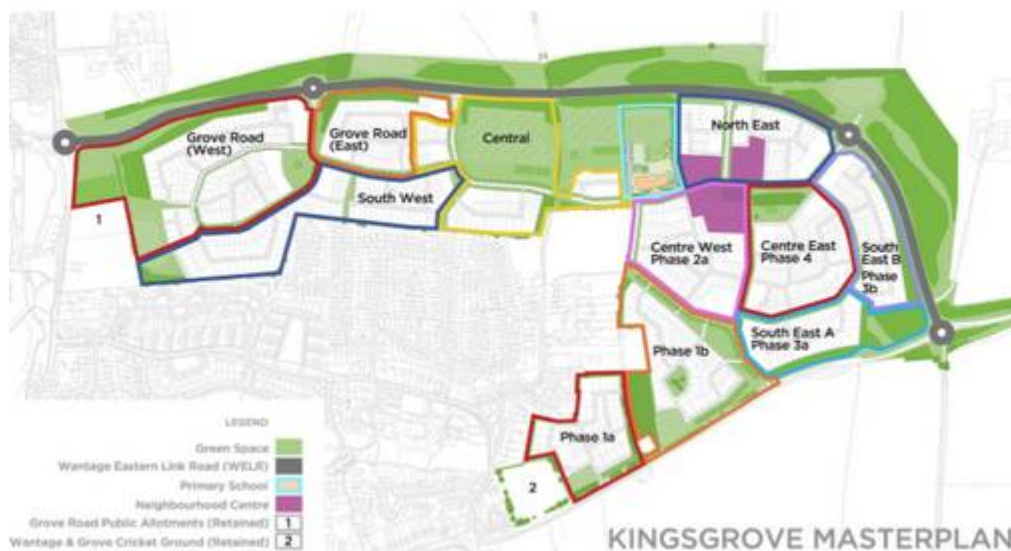 Grove Road
(West)
Grove Road
(East)
Central
North East
South West
1
Centre West
Phase 2a
Centre East
Phase 4
South
East B
Phase
3b
South East A
Phase 3a
Phase 1b
Phase 1a
2
LEGEND
Green Space
Wantage Eastern Link Road (WELR)
Primary School
Neighbourhood Centre
Grove Road Public Allotments (Retained) 1
Wantage & Grove Cricket Ground (Retained) 2
KINGSGROVE MASTERPLAN